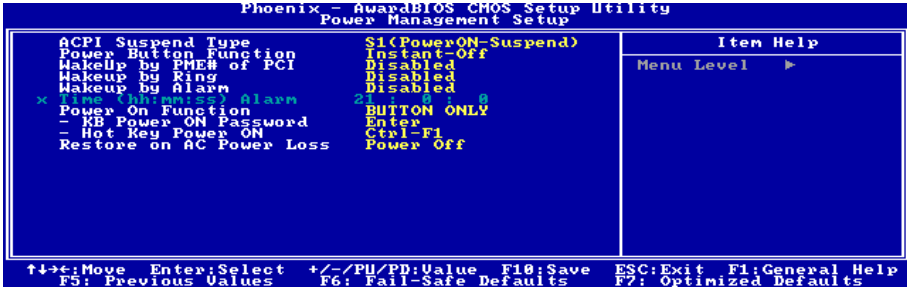 Phoenix - AwardBIOS CMOS Setup Utility
Power Management Setup
ACPI Suspend Type S1(PowerON-Suspend) Item Help
Power Button Function Instant-Off
WakeUp by PME# of PCI Disabled Menu Level ►
Wakeup by Ring Disabled
Wakeup by Alarm Disabled
x Time (hh:mm:ss) Alarm 21 : 0 : 0
Power On Function BUTTON ONLY
- KB Power ON Password Enter
- Hot Key Power ON Ctrl-F1
Restore on AC Power Loss Power Off
↑↓→←:Move Enter:Select +/-/PU/PD:Value F10:Save ESC:Exit F1:General Help
F5: Previous Values F6: Fail-Safe Defaults F7: Optimized Defaults